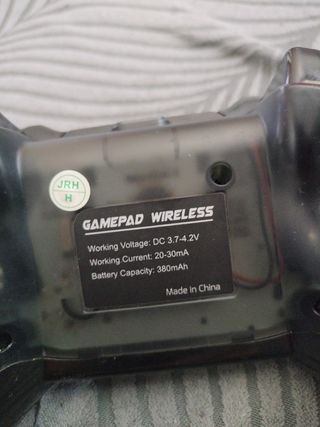 JRH
H
GAMEPAD WIRELESS
Working Voltage: DC 3.7-4.2V
Working Current: 20-30mA
Battery Capacity: 380mAh
Made in China